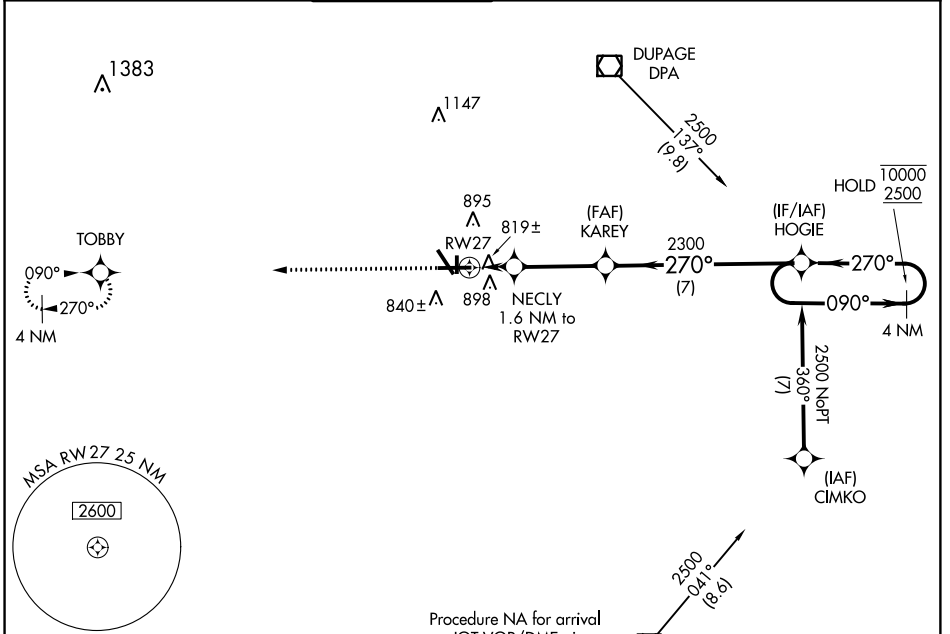 1383
DUPAGE
DPA
1147
2500
137°
(9.8)
HOLD 10000
2500
895
819±
(FAF)
KAREY
(IF/IAF)
HOGIE
TOBBY
RW27
2300
270°
(7)
270°
090°
270°
4 NM
840±
898
NECLY
1.6 NM to
RW27
090°
4 NM
2500 NoPT
360°
(7)
(IAF)
CIMKO
MSA RW 27 25 NM
2600
2500
041°
(8.6)
Procedure NA for arrival